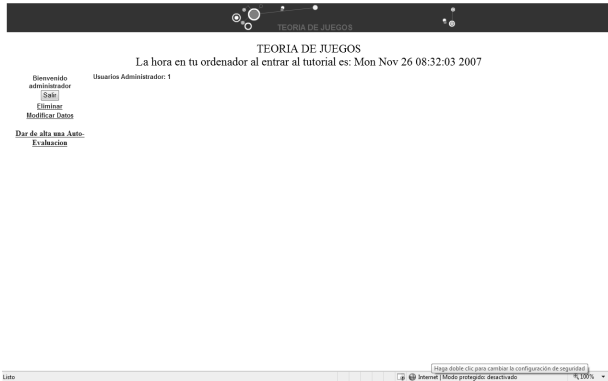 TEORIA DE JUEGOS
TEORIA DE JUEGOS
La hora en tu ordenador al entrar al tutorial es: Mon Nov 26 08:32:03 2007
Bienvenido
administrador
Salir
Eliminar
Modificar Datos
Dar de alta una Auto-
Evaluacion
Usuarios Administrador: 1
Haga doble clic para cambiar la configuración de seguridad
Listo
Internet | Modo protegido: desactivado
100%